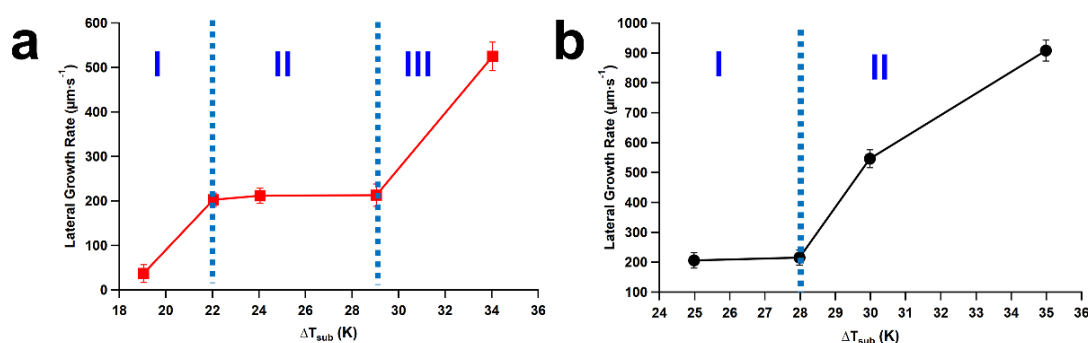 a
I
II
III
Lateral Growth Rate (µm·s⁻¹)
600
500
400
300
200
100
0
18 20 22 24 26 28 30 32 34 36
ΔTsub (K)
b
I
II
Lateral Growth Rate (µm·s⁻¹)
1000
900
800
700
600
500
400
300
200
100
24 25 26 27 28 29 30 31 32 33 34 35 36
ΔTsub (K)